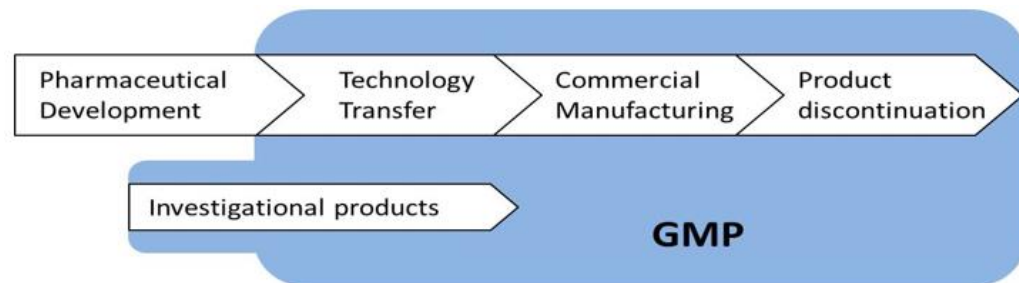 Pharmaceutical
Development
Technology
Transfer
Commercial
Manufacturing
Product
discontinuation
Investigational products
GMP